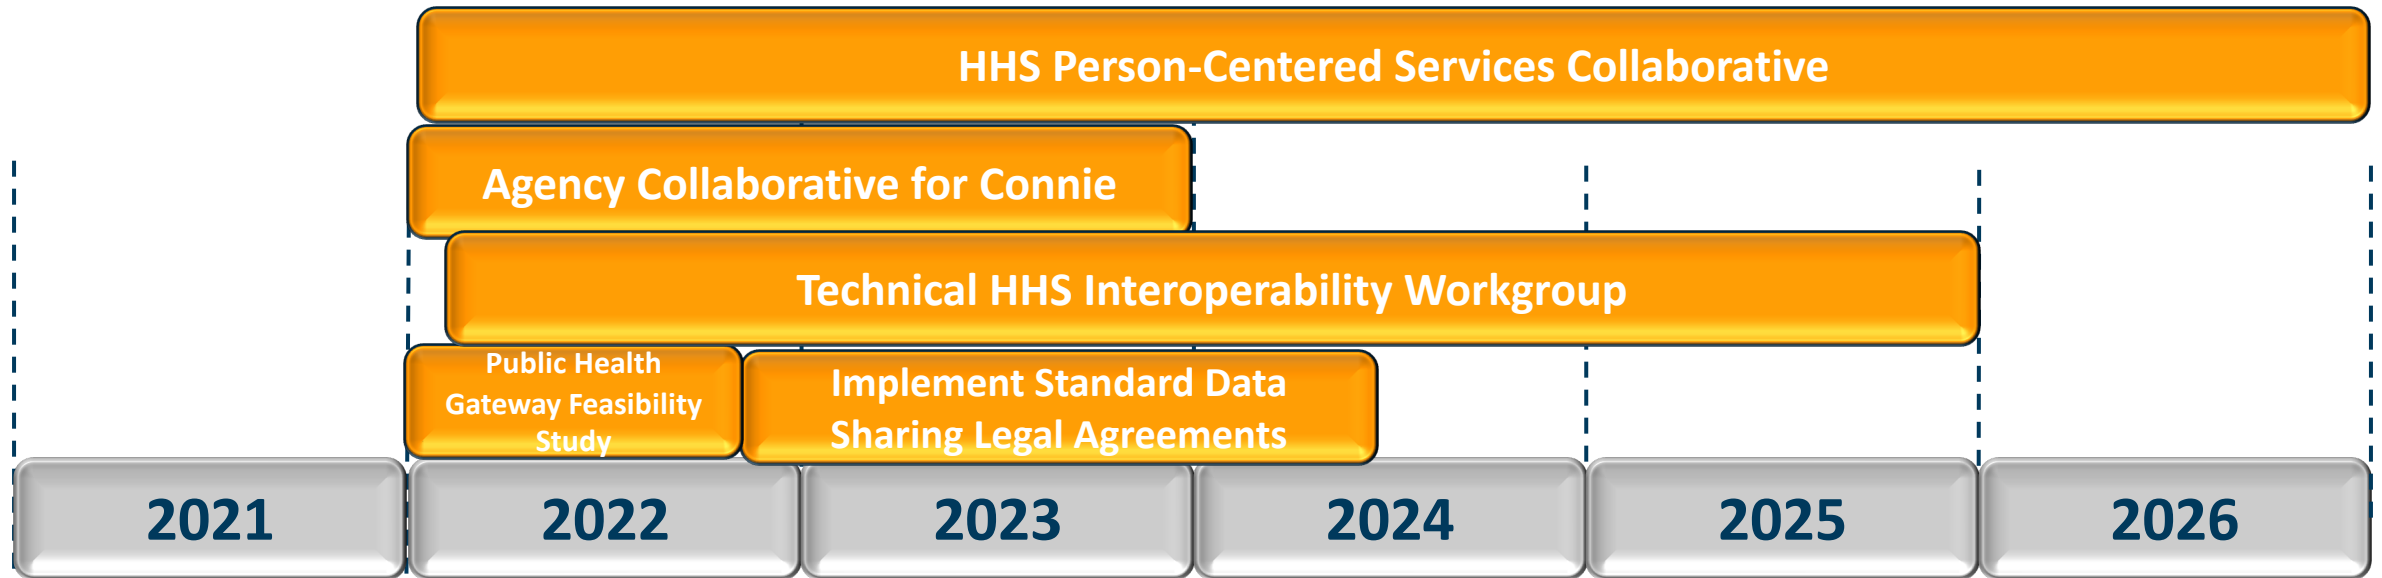 HHS Person-Centered Services Collaborative
Agency Collaborative for Connie
Technical HHS Interoperability Workgroup
Public Health
Gateway Feasibility
Study
Implement Standard Data
Sharing Legal Agreements
2021
2022
2023
2024
2025
2026